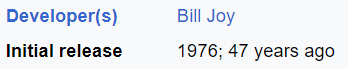 Developer(s) Bill Joy
Initial release 1976; 47 years ago